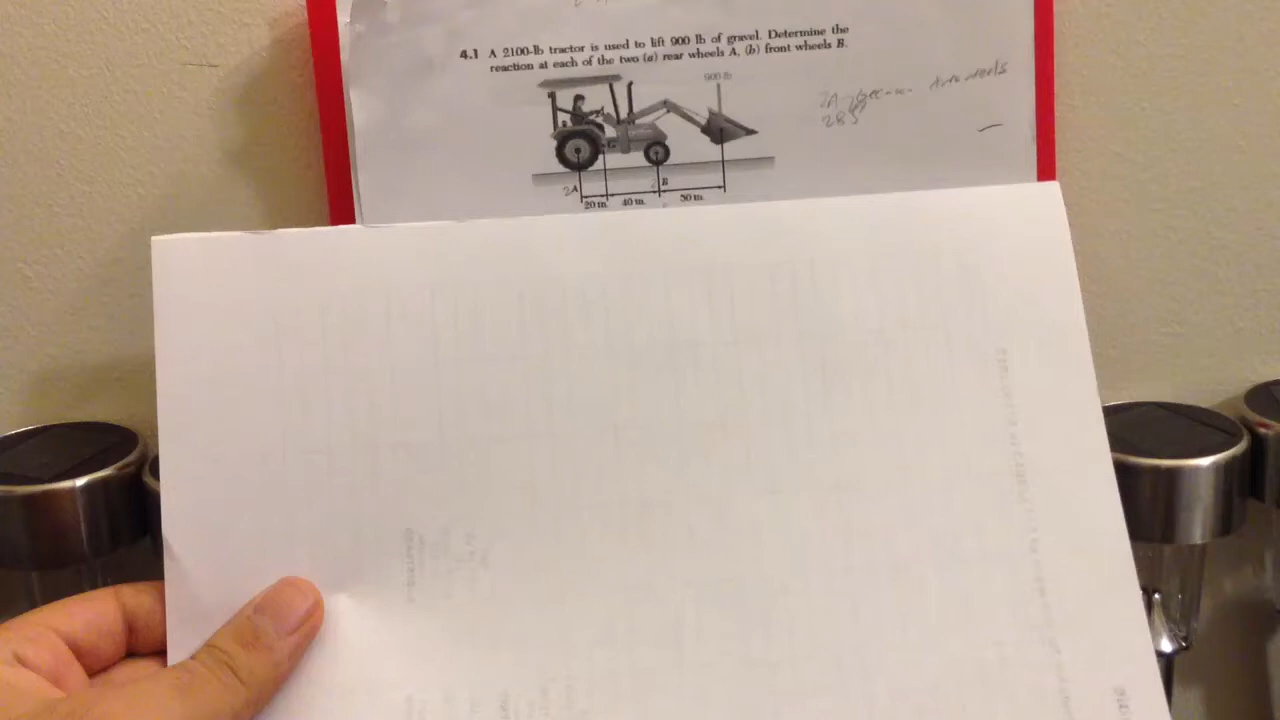 4.1 A 2100-lb tractor is used to lift 900 lb of gravel. Determine the
reaction at each of the two (a) rear wheels A, (b) front wheels B.
900 lb
G
2A
B
20 in.
40 in.
50 in.